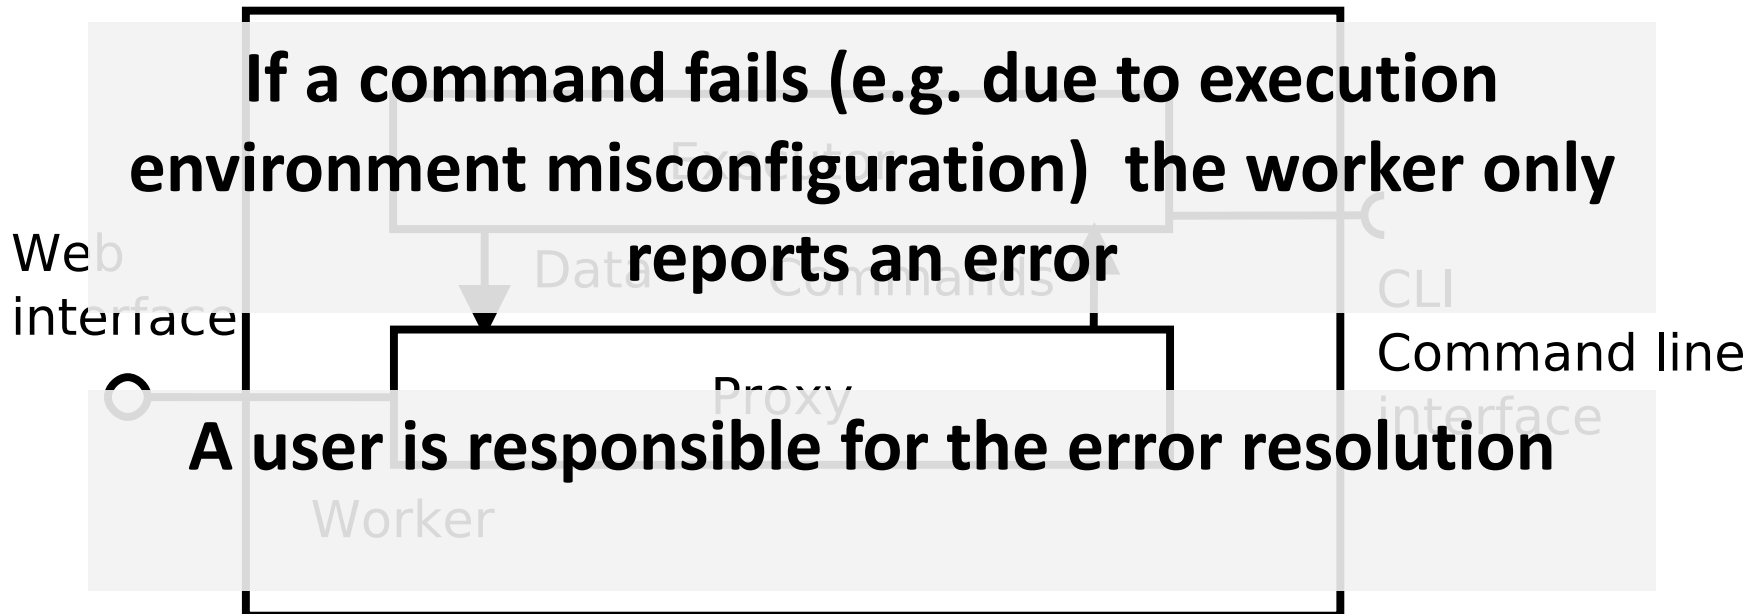 If a command fails (e.g. due to execution
environment misconfiguration)  the worker only
reports an error
Executor
Web
interface
Data
Commands
CLI
Command line
interface
Proxy
A user is responsible for the error resolution
Worker